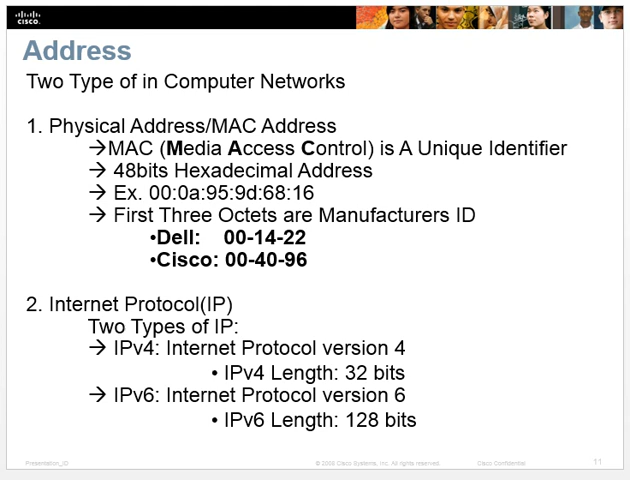 CISCO.
Address
Two Type of in Computer Networks
1. Physical Address/MAC Address
→MAC (Media Access Control) is A Unique Identifier
→ 48bits Hexadecimal Address
→ Ex. 00:0a:95:9d:68:16
→ First Three Octets are Manufacturers ID
•Dell: 00-14-22
•Cisco: 00-40-96
2. Internet Protocol(IP)
Two Types of IP:
→ IPv4: Internet Protocol version 4
• IPv4 Length: 32 bits
→ IPv6: Internet Protocol version 6
• IPv6 Length: 128 bits
Presentation_ID © 2008 Cisco Systems, Inc. All rights reserved. Cisco Confidential 11